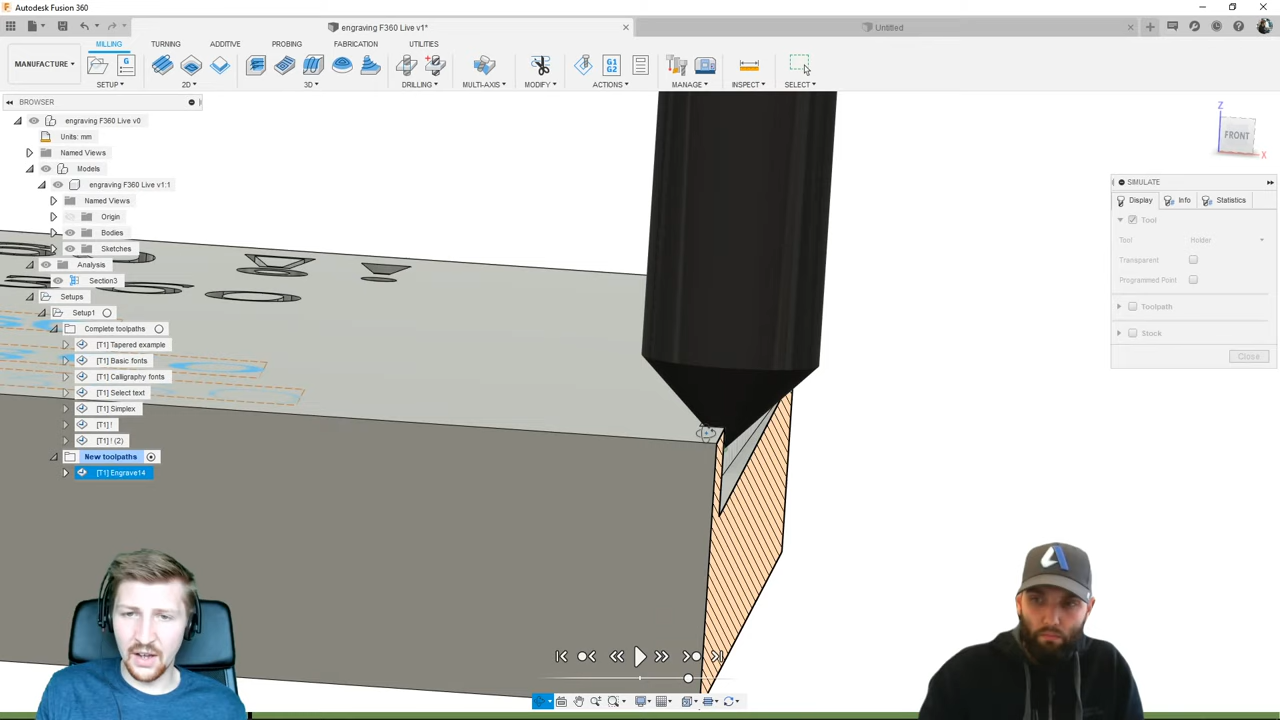 Autodesk Fusion 360
engraving F360 Live v1*
Untitled
MILLING TURNING ADDITIVE PROBING FABRICATION UTILITIES
MANUFACTURE
SETUP 2D 3D DRILLING MULTI-AXIS MODIFY ACTIONS MANAGE INSPECT SELECT
G1
G2
BROWSER
engraving F360 Live v0
Units: mm
Named Views
Models
engraving F360 Live v1:1
Named Views
Origin
Bodies
Sketches
Analysis
Section3
Setups
Setup1
Complete toolpaths
[T1] Tapered example
[T1] Basic fonts
[T1] Calligraphy fonts
[T1] Select text
[T1] Simplex
[T1] !
[T1] ! (2)
New toolpaths
[T1] Engrave14
Z
FRONT
X
SIMULATE
Display Info Statistics
Tool
Tool Holder
Transparent
Programmed Point
Toolpath
Stock
Close